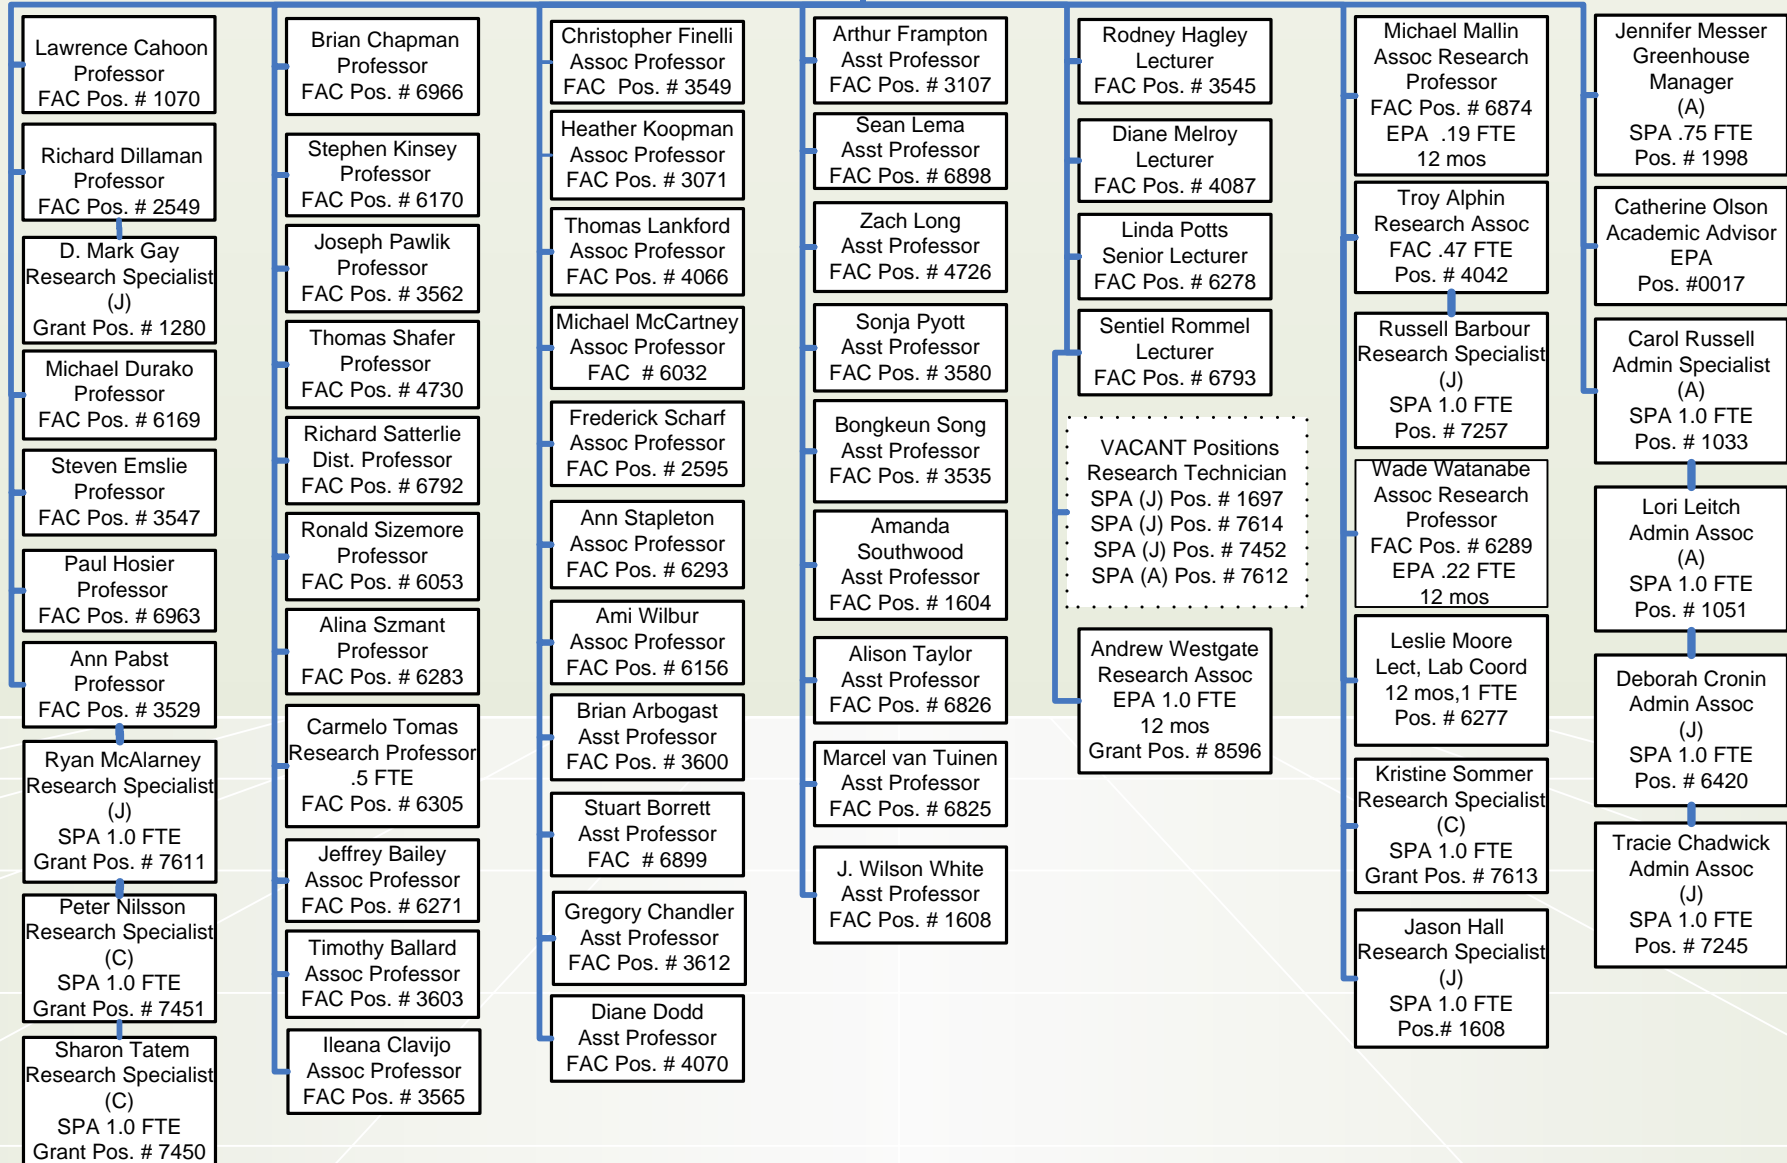 Lawrence Cahoon
Professor
FAC Pos. # 1070
Richard Dillaman
Professor
FAC Pos. # 2549
D. Mark Gay
Research Specialist
(J)
Grant Pos. # 1280
Michael Durako
Professor
FAC Pos. # 6169
Steven Emslie
Professor
FAC Pos. # 3547
Paul Hosier
Professor
FAC Pos. # 6963
Ann Pabst
Professor
FAC Pos. # 3529
Ryan McAlarney
Research Specialist
(J)
SPA 1.0 FTE
Grant Pos. # 7611
Peter Nilsson
Research Specialist
(C)
SPA 1.0 FTE
Grant Pos. # 7451
Sharon Tatem
Research Specialist
(C)
SPA 1.0 FTE
Grant Pos. # 7450
Brian Chapman
Professor
FAC Pos. # 6966
Stephen Kinsey
Professor
FAC Pos. # 6170
Joseph Pawlik
Professor
FAC Pos. # 3562
Thomas Shafer
Professor
FAC Pos. # 4730
Richard Satterlie
Dist. Professor
FAC Pos. # 6792
Ronald Sizemore
Professor
FAC Pos. # 6053
Alina Szmant
Professor
FAC Pos. # 6283
Carmelo Tomas
Research Professor
.5 FTE
FAC Pos. # 6305
Jeffrey Bailey
Assoc Professor
FAC Pos. # 6271
Timothy Ballard
Assoc Professor
FAC Pos. # 3603
Ileana Clavijo
Assoc Professor
FAC Pos. # 3565
Christopher Finelli
Assoc Professor
FAC Pos. # 3549
Heather Koopman
Assoc Professor
FAC Pos. # 3071
Thomas Lankford
Assoc Professor
FAC Pos. # 4066
Michael McCartney
Assoc Professor
FAC # 6032
Frederick Scharf
Assoc Professor
FAC Pos. # 2595
Ann Stapleton
Assoc Professor
FAC Pos. # 6293
Ami Wilbur
Assoc Professor
FAC Pos. # 6156
Brian Arbogast
Asst Professor
FAC Pos. # 3600
Stuart Borrett
Asst Professor
FAC # 6899
Gregory Chandler
Asst Professor
FAC Pos. # 3612
Diane Dodd
Asst Professor
FAC Pos. # 4070
Arthur Frampton
Asst Professor
FAC Pos. # 3107
Sean Lema
Asst Professor
FAC Pos. # 6898
Zach Long
Asst Professor
FAC Pos. # 4726
Sonja Pyott
Asst Professor
FAC Pos. # 3580
Bongkeun Song
Asst Professor
FAC Pos. # 3535
Amanda
Southwood
Asst Professor
FAC Pos. # 1604
Alison Taylor
Asst Professor
FAC Pos. # 6826
Marcel van Tuinen
Asst Professor
FAC Pos. # 6825
J. Wilson White
Asst Professor
FAC Pos. # 1608
Rodney Hagley
Lecturer
FAC Pos. # 3545
Diane Melroy
Lecturer
FAC Pos. # 4087
Linda Potts
Senior Lecturer
FAC Pos. # 6278
Sentiel Rommel
Lecturer
FAC Pos. # 6793
VACANT Positions
Research Technician
SPA (J) Pos. # 1697
SPA (J) Pos. # 7614
SPA (J) Pos. # 7452
SPA (A) Pos. # 7612
Andrew Westgate
Research Assoc
EPA 1.0 FTE
12 mos
Grant Pos. # 8596
Michael Mallin
Assoc Research
Professor
FAC Pos. # 6874
EPA .19 FTE
12 mos
Troy Alphin
Research Assoc
FAC .47 FTE
Pos. # 4042
Russell Barbour
Research Specialist
(J)
SPA 1.0 FTE
Pos. # 7257
Wade Watanabe
Assoc Research
Professor
FAC Pos. # 6289
EPA .22 FTE
12 mos
Leslie Moore
Lect, Lab Coord
12 mos,1 FTE
Pos. # 6277
Kristine Sommer
Research Specialist
(C)
SPA 1.0 FTE
Grant Pos. # 7613
Jason Hall
Research Specialist
(J)
SPA 1.0 FTE
Pos.# 1608
Jennifer Messer
Greenhouse
Manager
(A)
SPA .75 FTE
Pos. # 1998
Catherine Olson
Academic Advisor
EPA
Pos. #0017
Carol Russell
Admin Specialist
(A)
SPA 1.0 FTE
Pos. # 1033
Lori Leitch
Admin Assoc
(A)
SPA 1.0 FTE
Pos. # 1051
Deborah Cronin
Admin Assoc
(J)
SPA 1.0 FTE
Pos. # 6420
Tracie Chadwick
Admin Assoc
(J)
SPA 1.0 FTE
Pos. # 7245